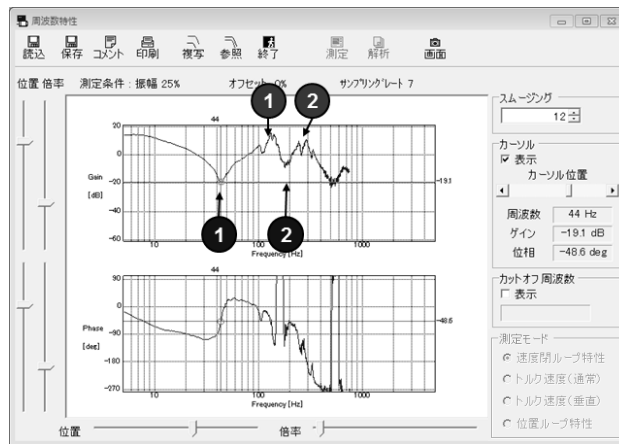 周波数特性
読込 保存 コメント 印刷 複写 参照 終了 測定 解析 画面
位置 倍率 測定条件 : 振幅 25% オフセット 0% サンプリングレート 7
1 2
44
20
0
Gain -20 -19.1
[dB]
-40
-60
10 100 1000
Frequency [Hz]
1 2
44
90
0
Phase -90 -48.6
[deg]
-180
-270
10 100 1000
Frequency [Hz]
位置 倍率
スムージング
12
カーソル
表示
カーソル位置
周波数 44 Hz
ゲイン -19.1 dB
位相 -48.6 deg
カットオフ周波数
表示
測定モード
速度閉ループ特性
トルク速度(通常)
トルク速度(垂直)
位置ループ特性